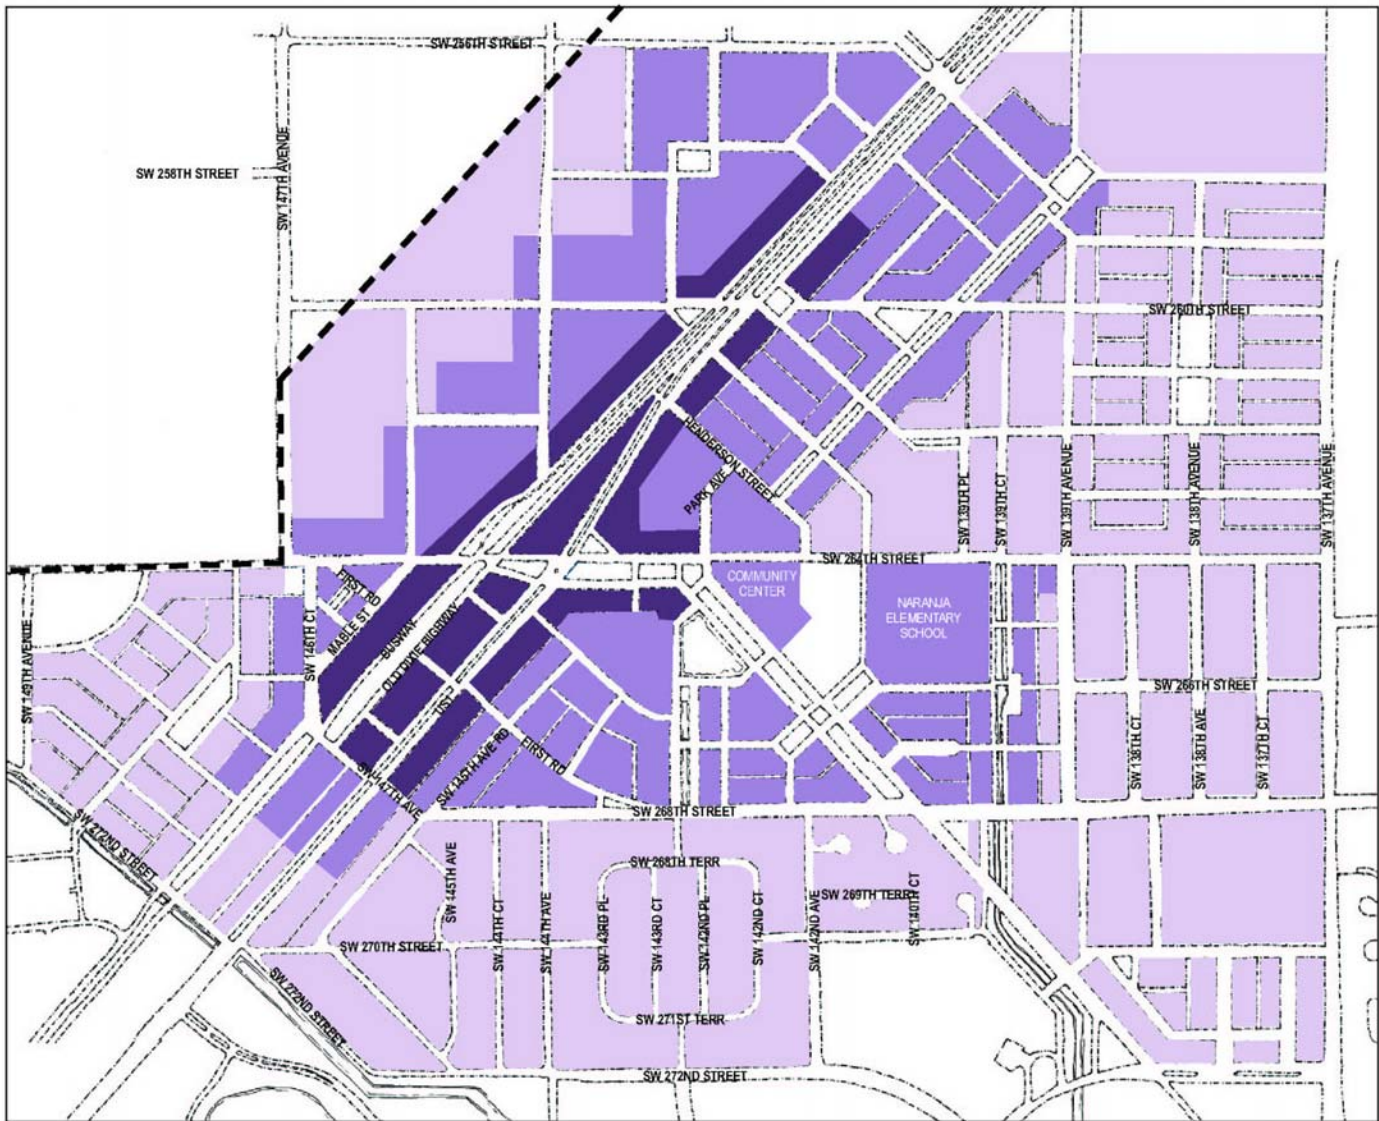 SW 256TH STREET
SW 258TH STREET
SW 147TH AVENUE
SW 260TH STREET
HENDERSON STREET
PARK AVE
SW 139TH PL
SW 139TH CT
SW 139TH AVENUE
SW 138TH AVENUE
SW 137TH AVENUE
SW 264TH STREET
COMMUNITY
CENTER
NARANJA
ELEMENTARY
SCHOOL
FIRST RD
MABLE ST
SW 146TH CT
BUSWAY
OLD DIXIE HIGHWAY
US1
SW 149TH AVENUE
SW 266TH STREET
SW 138TH CT
SW 138TH AVE
SW 137TH CT
SW 145TH AVE RD
FIRST RD
SW 147TH AVE
SW 268TH STREET
SW 272ND STREET
SW 268TH TERR
SW 145TH AVE
SW 144TH CT
SW 144TH AVE
SW 143RD PL
SW 143RD CT
SW 142ND PL
SW 142ND CT
SW 142ND AVE
SW 269TH TERR
SW 140TH CT
SW 270TH STREET
SW 272ND STREET
SW 271ST TERR
SW 272ND STREET